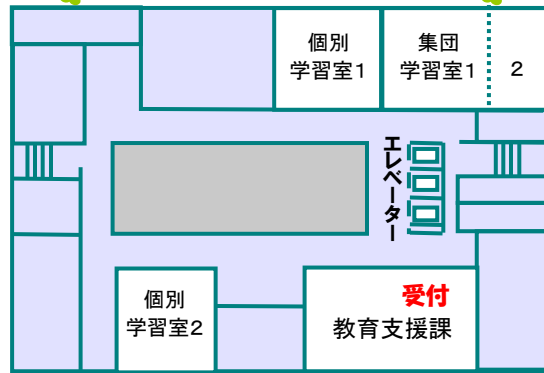 個別
学習室1
集団
学習室1
2
エレベーター
個別
学習室2
受付
教育支援課